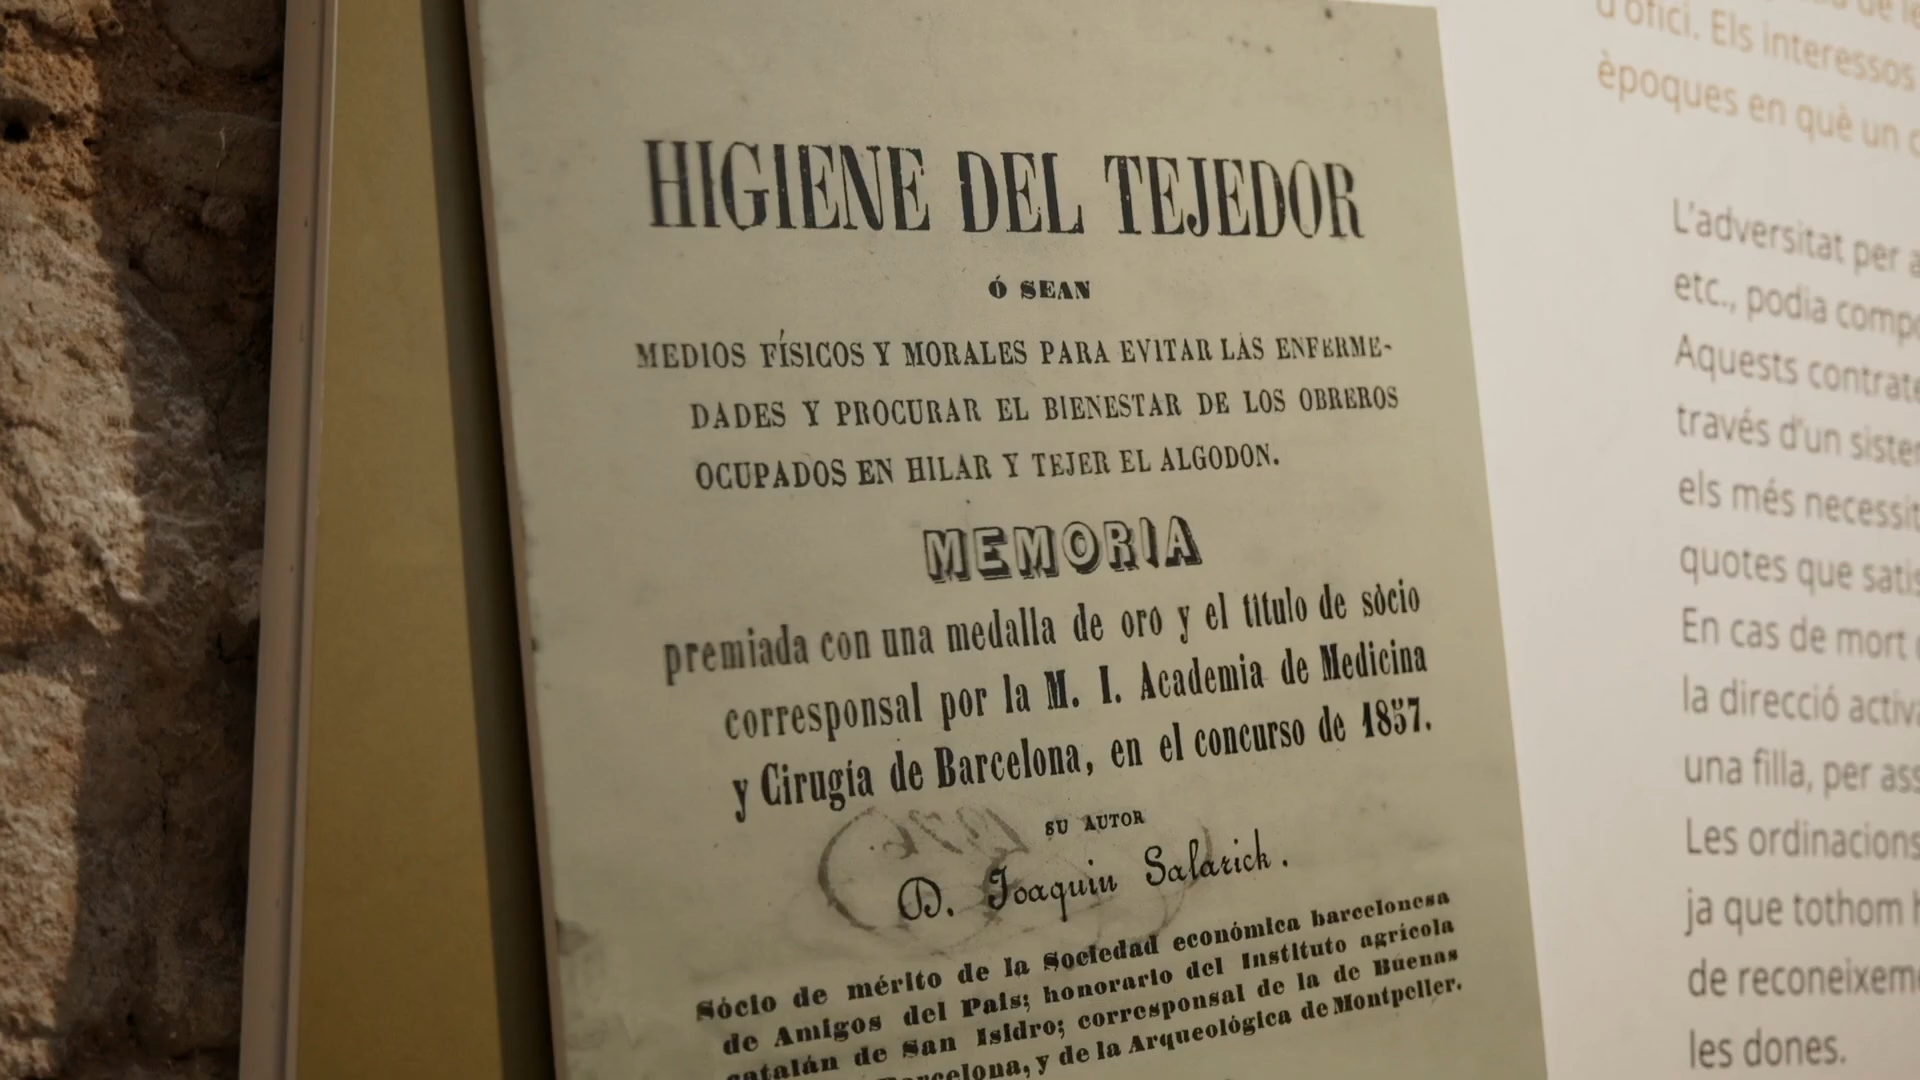 HIGIENE DEL TEJEDOR
Ó SEAN
MEDIOS FÍSICOS Y MORALES PARA EVITAR LAS ENFERME-
DADES Y PROCURAR EL BIENESTAR DE LOS OBREROS
OCUPADOS EN HILAR Y TEJER EL ALGODON.
MEMORIA
premiada con una medalla de oro y el titulo de sòcio
corresponsal por la M. I. Academia de Medicina
y Cirugía de Barcelona, en el concurso de 1857.
SU AUTOR
D. Joaquin Salarich.
Sócio de mérito de la Sociedad económica barcelonesa
de Amigos del Pais; honorario del Instituto agrícola
catalán de San Isidro; corresponsal de la de Buenas
y de la Arqueológica de Montpeller.
d'ofici. Els interessos
èpoques en què un
L'adversitat per
etc., podia
Aquests
través d'un
els més
quotes que
En cas de mort
la direcció
una filla, per
Les ordinacions
ja que tothom
de
les dones.